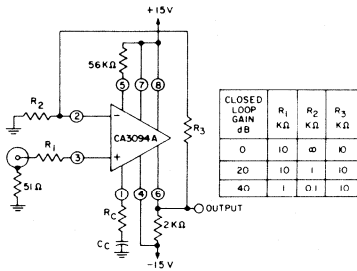 +15V
56KΩ
5
7
8
R2
2
−
CA3094A
R3
R1
3
+
51Ω
1
4
6
OUTPUT
RC
2KΩ
CC
−15V
CLOSED LOOP GAIN dB R1 KΩ R2 KΩ R3 KΩ
0 10 ∞ 10
20 10 1 10
40 1 0.1 10